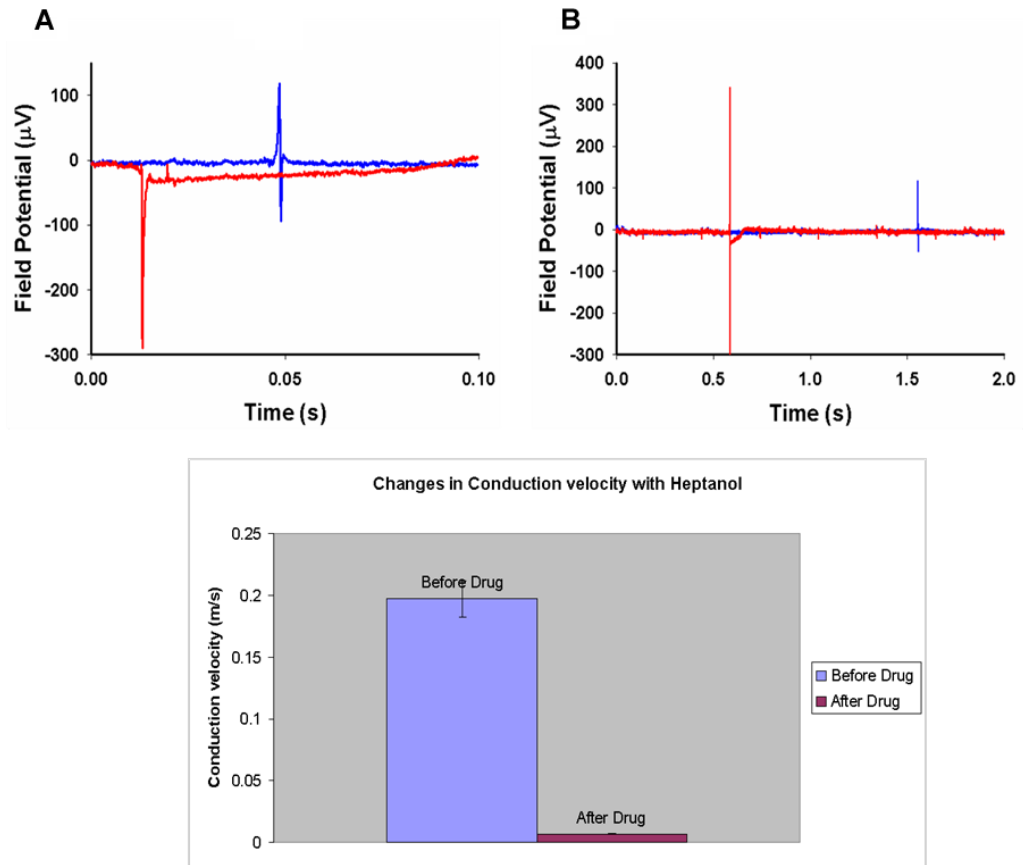 A
Field Potential (μV)
100
0
-100
-200
-300
0.00 0.05 0.10
Time (s)
B
Field Potential (μV)
400
300
200
100
0
-100
-200
-300
0.0 0.5 1.0 1.5 2.0
Time (s)
Changes in Conduction velocity with Heptanol
Conduction velocity (m/s)
0.25
0.2
0.15
0.1
0.05
0
Before Drug
After Drug
Before Drug
After Drug